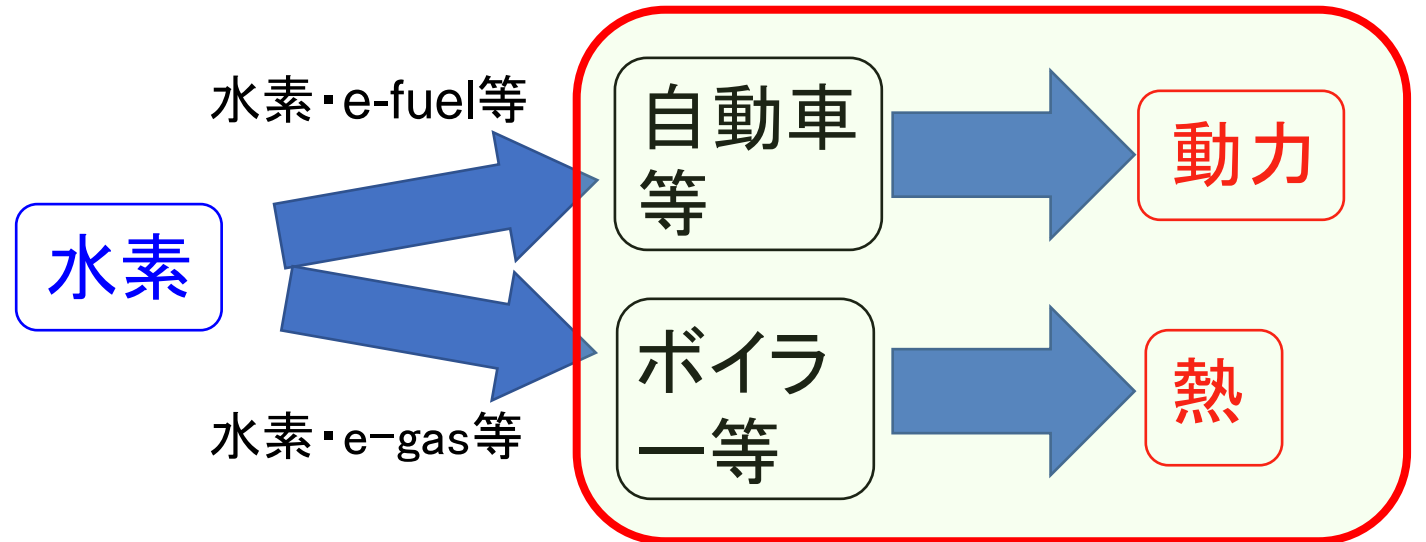 水素・e-fuel等
自動車
等
動力
水素
ボイラ
ー等
熱
水素・e-gas等